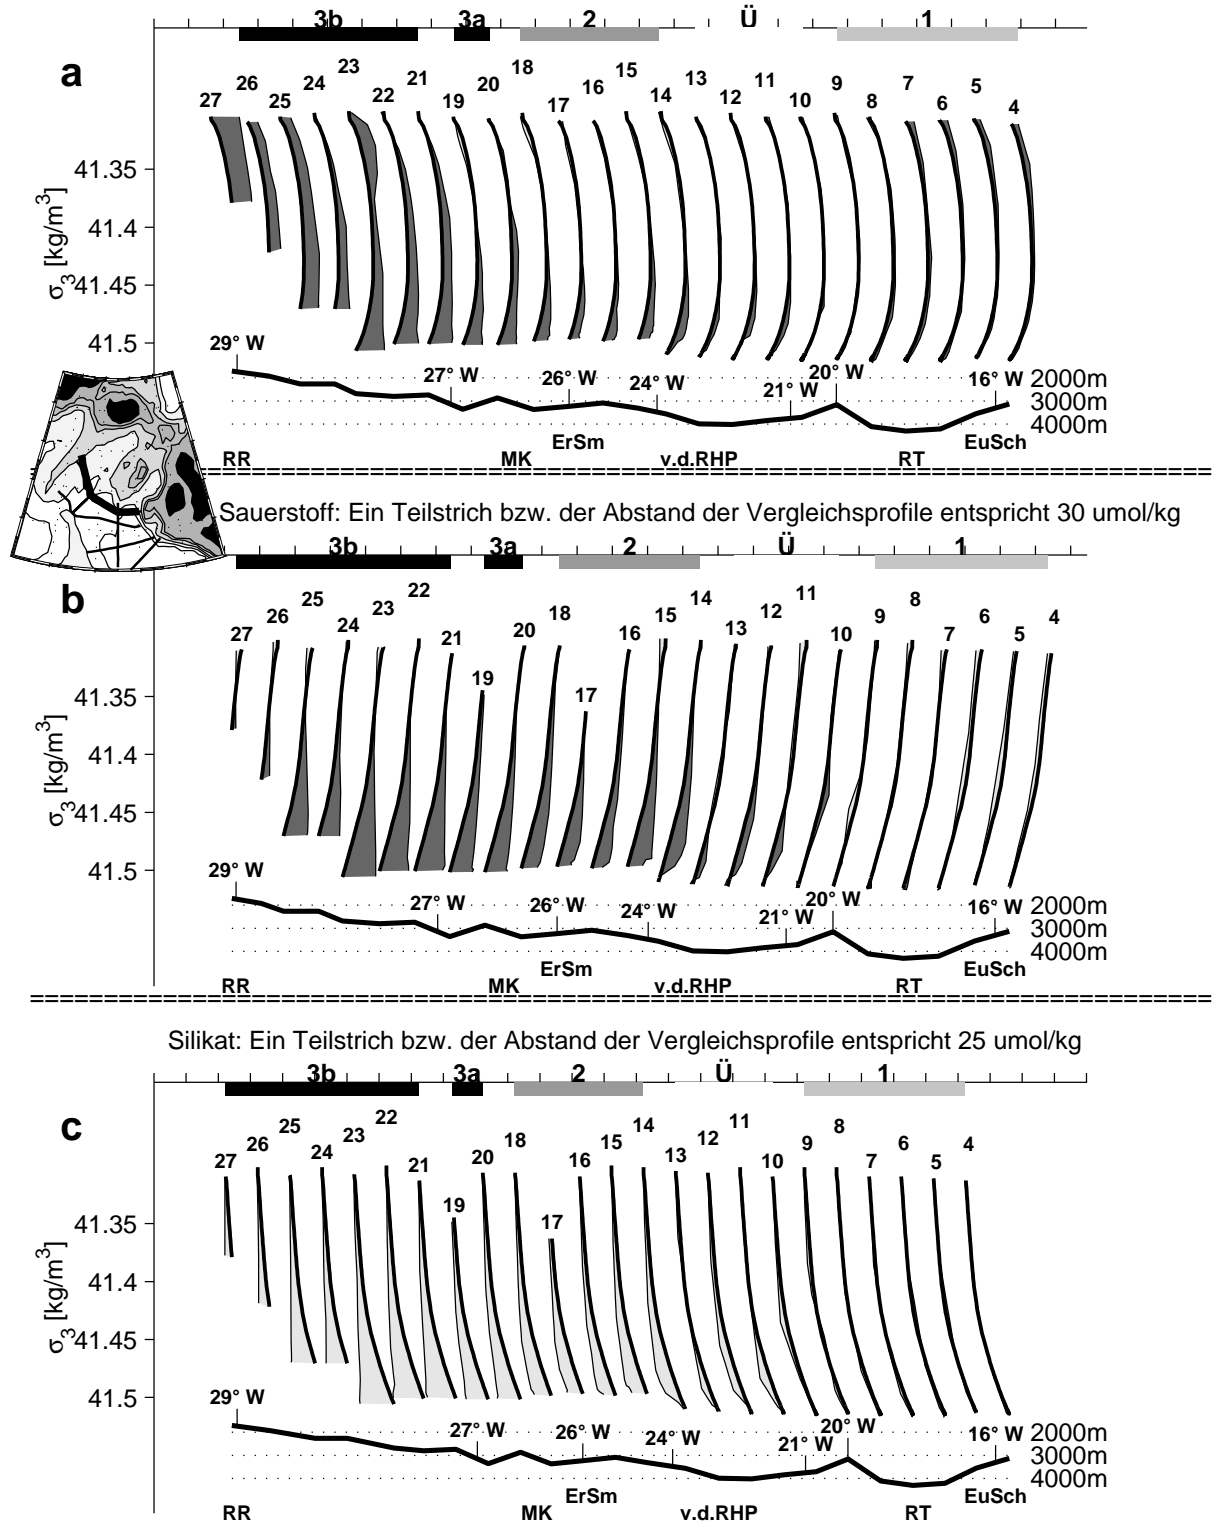 3b 3a 2 Ü 1
a
27 26 25 24 23 22 21 19 20 18 17 16 15 14 13 12 11 10 9 8 7 6 5 4
41.35
41.4
41.45
41.5
σ3 [kg/m3]
29° W 27° W 26° W 24° W 21° W 20° W 16° W
2000m
3000m
4000m
ErSm EuSch
RR MK v.d.RHP RT
Sauerstoff: Ein Teilstrich bzw. der Abstand der Vergleichsprofile entspricht 30 umol/kg
3b 3a 2 Ü 1
b
27 26 25 24 23 22 21 19 20 18 17 16 15 14 13 12 11 10 9 8 7 6 5 4
41.35
41.4
41.45
41.5
σ3 [kg/m3]
29° W 27° W 26° W 24° W 21° W 20° W 16° W
2000m
3000m
4000m
ErSm EuSch
RR MK v.d.RHP RT
Silikat: Ein Teilstrich bzw. der Abstand der Vergleichsprofile entspricht 25 umol/kg
3b 3a 2 Ü 1
c
27 26 25 24 23 22 21 19 20 18 17 16 15 14 13 12 11 10 9 8 7 6 5 4
41.35
41.4
41.45
41.5
σ3 [kg/m3]
29° W 27° W 26° W 24° W 21° W 20° W 16° W
2000m
3000m
4000m
ErSm EuSch
RR MK v.d.RHP RT